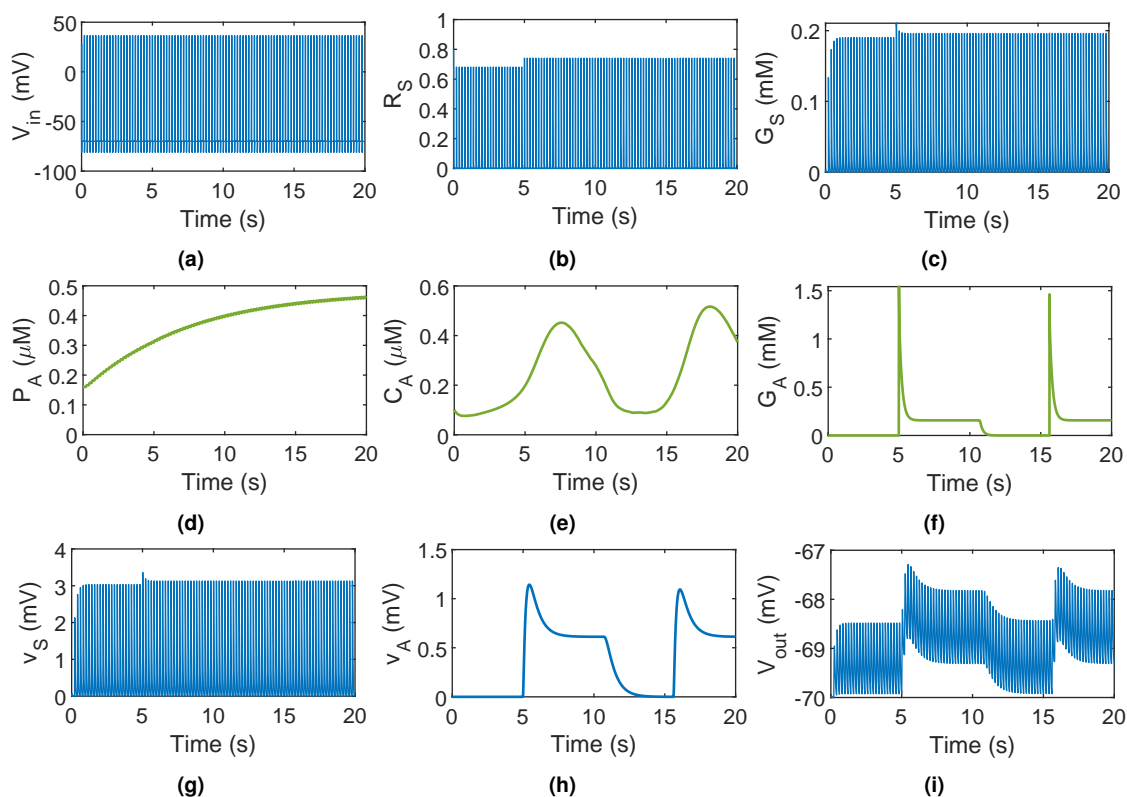 50
0
-50
-100
V_in (mV)
0 5 10 15 20
Time (s)
(a)
1
0.8
0.6
0.4
0.2
0
R_S
0 5 10 15 20
Time (s)
(b)
0.2
0.1
0
G_S (mM)
0 5 10 15 20
Time (s)
(c)
0.5
0.4
0.3
0.2
0.1
0
P_A (μM)
0 5 10 15 20
Time (s)
(d)
0.6
0.4
0.2
0
C_A (μM)
0 5 10 15 20
Time (s)
(e)
1.5
1
0.5
0
G_A (mM)
0 5 10 15 20
Time (s)
(f)
4
3
2
1
0
v_S (mV)
0 5 10 15 20
Time (s)
(g)
1.5
1
0.5
0
v_A (mV)
0 5 10 15 20
Time (s)
(h)
-67
-68
-69
-70
V_out (mV)
0 5 10 15 20
Time (s)
(i)